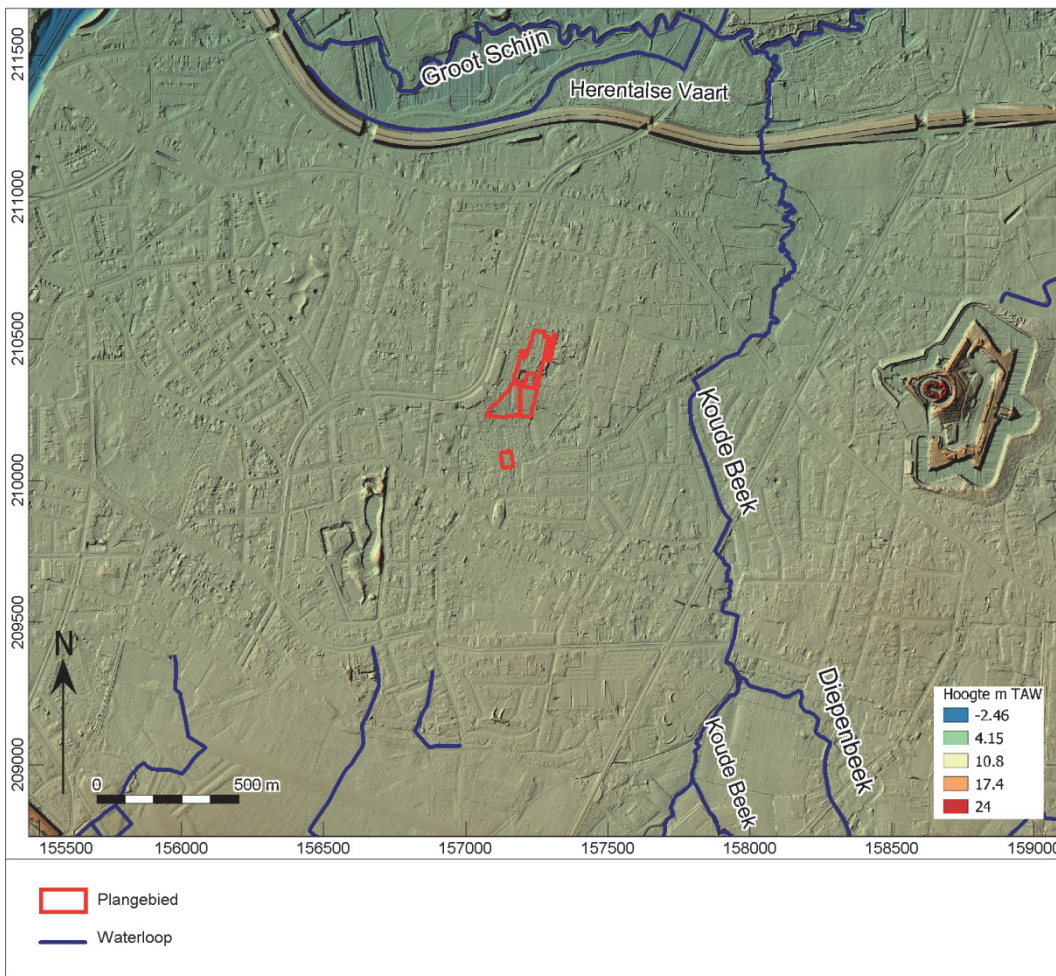 Groot Schijn
Herentalse Vaart
Koude Beek
Diepenbeek
Koude Beek
N
0 500 m
Hoogte m TAW
-2.46
4.15
10.8
17.4
24
211500
211000
210500
210000
209500
209000
155500 156000 156500 157000 157500 158000 158500 159000
Plangebied
Waterloop